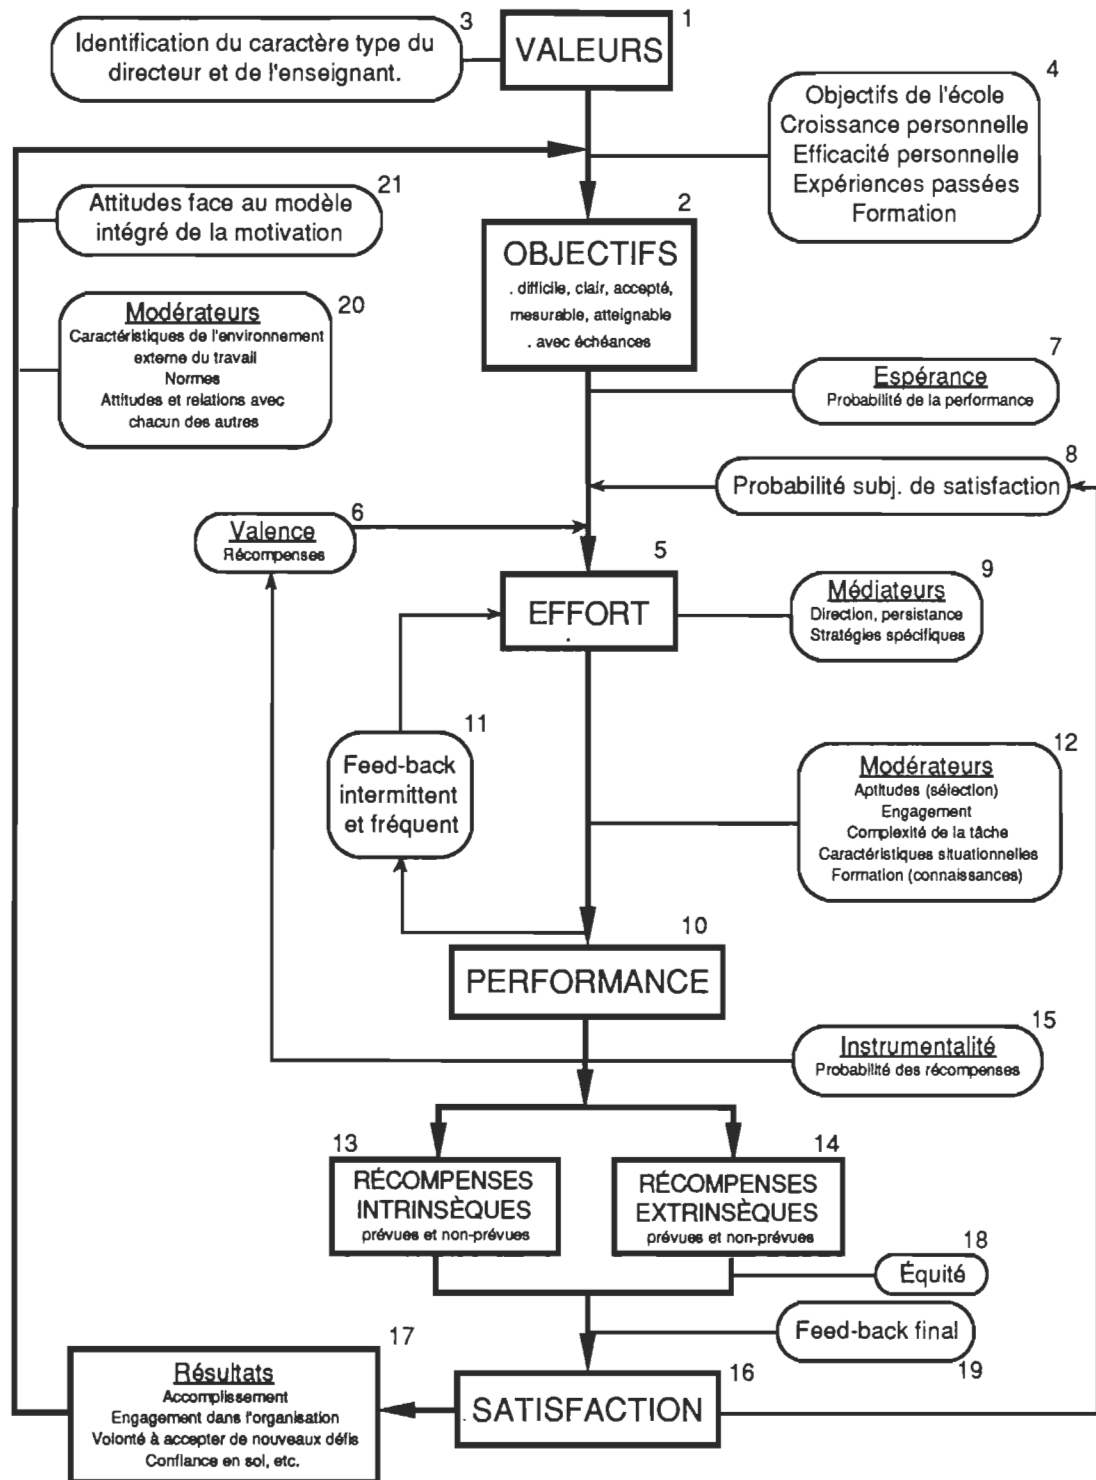 3
Identification du caractère type du
directeur et de l'enseignant.
1
VALEURS
4
Objectifs de l'école
Croissance personnelle
Efficacité personnelle
Expériences passées
Formation
21
Attitudes face au modèle
intégré de la motivation
2
OBJECTIFS
. difficile, clair, accepté,
mesurable, atteignable
. avec échéances
20
Modérateurs
Caractéristiques de l'environnement
externe du travail
Normes
Attitudes et relations avec
chacun des autres
7
Espérance
Probabilité de la performance
8
Probabilité subj. de satisfaction
6
Valence
Récompenses
5
EFFORT
9
Médiateurs
Direction, persistance
Stratégies spécifiques
11
Feed-back
intermittent
et fréquent
12
Modérateurs
Aptitudes (sélection)
Engagement
Complexité de la tâche
Caractéristiques situationnelles
Formation (connaissances)
10
PERFORMANCE
15
Instrumentalité
Probabilité des récompenses
13
RÉCOMPENSES
INTRINSÈQUES
prévues et non-prévues
14
RÉCOMPENSES
EXTRINSÈQUES
prévues et non-prévues
18
Équité
Feed-back final
19
17
Résultats
Accomplissement
Engagement dans l'organisation
Volonté à accepter de nouveaux défis
Confiance en soi, etc.
16
SATISFACTION